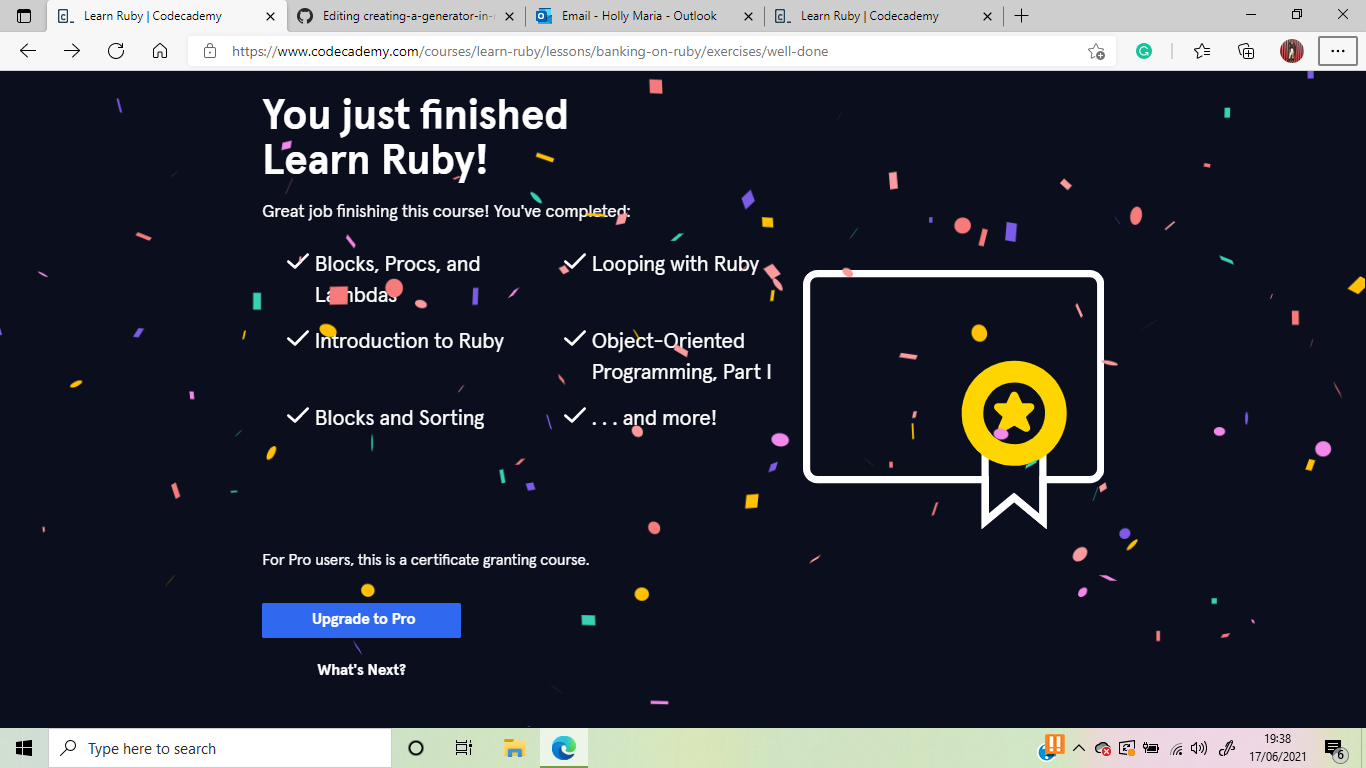 Learn Ruby | Codecademy
Editing creating-a-generator-in-
Email - Holly Maria - Outlook
Learn Ruby | Codecademy
https://www.codecademy.com/courses/learn-ruby/lessons/banking-on-ruby/exercises/well-done
You just finished
Learn Ruby!
Great job finishing this course! You've completed:
Blocks, Procs, and
Lambdas
Looping with Ruby
Introduction to Ruby
Object-Oriented
Programming, Part I
Blocks and Sorting
. . . and more!
For Pro users, this is a certificate granting course.
Upgrade to Pro
What's Next?
Type here to search
19:38
17/06/2021
6